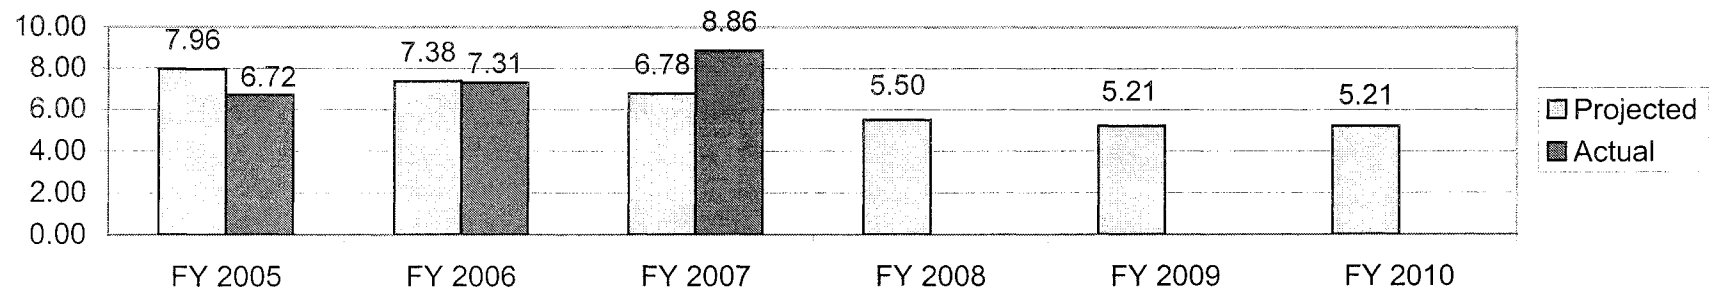 10.00
8.00
6.00
4.00
2.00
0.00
7.96
6.72
7.38
7.31
6.78
8.86
5.50
5.21
5.21
FY 2005
FY 2006
FY 2007
FY 2008
FY 2009
FY 2010
Projected
Actual